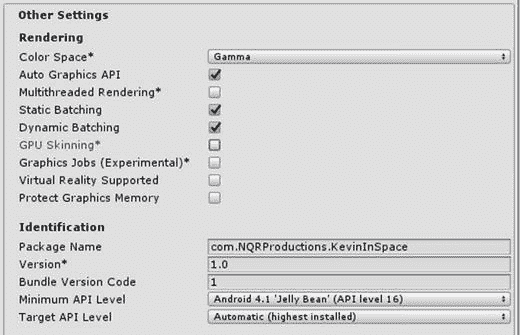 Other Settings
Rendering
Color Space* Gamma
Auto Graphics API
Multithreaded Rendering*
Static Batching
Dynamic Batching
GPU Skinning*
Graphics Jobs (Experimental)*
Virtual Reality Supported
Protect Graphics Memory
Identification
Package Name com.NQRProductions.KevinInSpace
Version* 1.0
Bundle Version Code 1
Minimum API Level Android 4.1 'Jelly Bean' (API level 16)
Target API Level Automatic (highest installed)